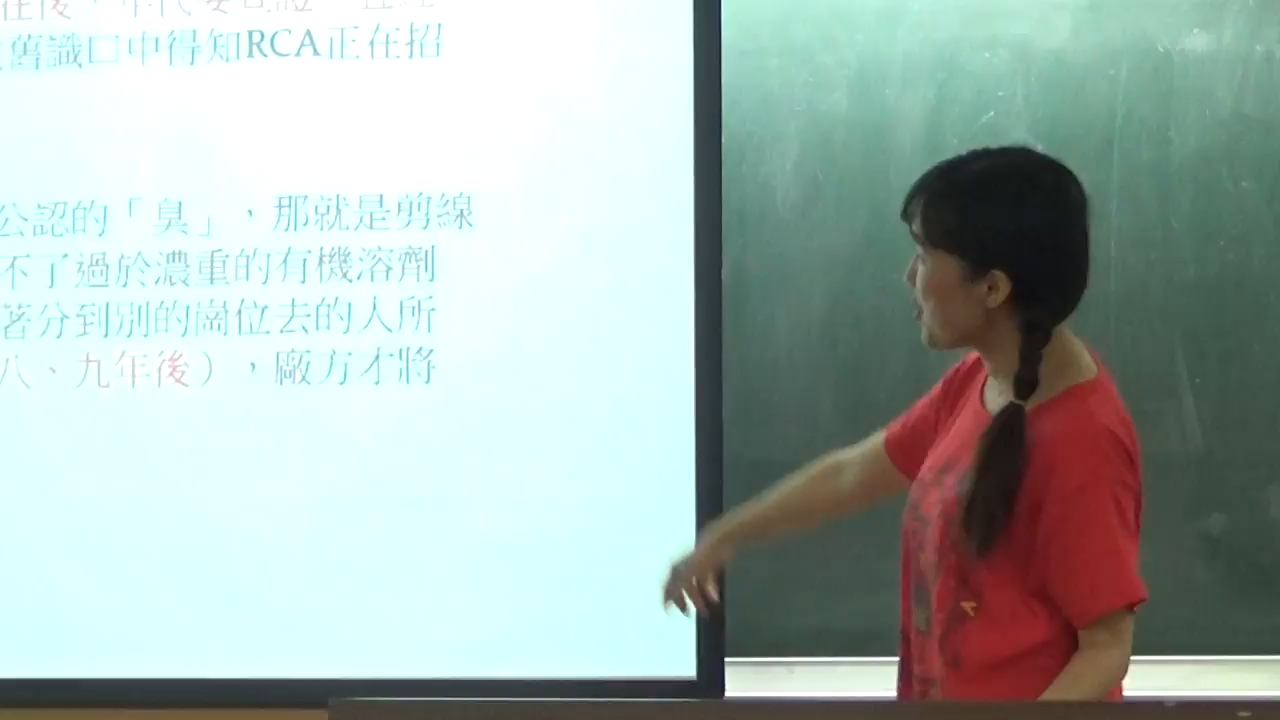 舊識口中得知RCA正在招
公認的「臭」，那就是剪線
不了過於濃重的有機溶劑
著分到別的崗位去的人所
八、九年後），廠方才將